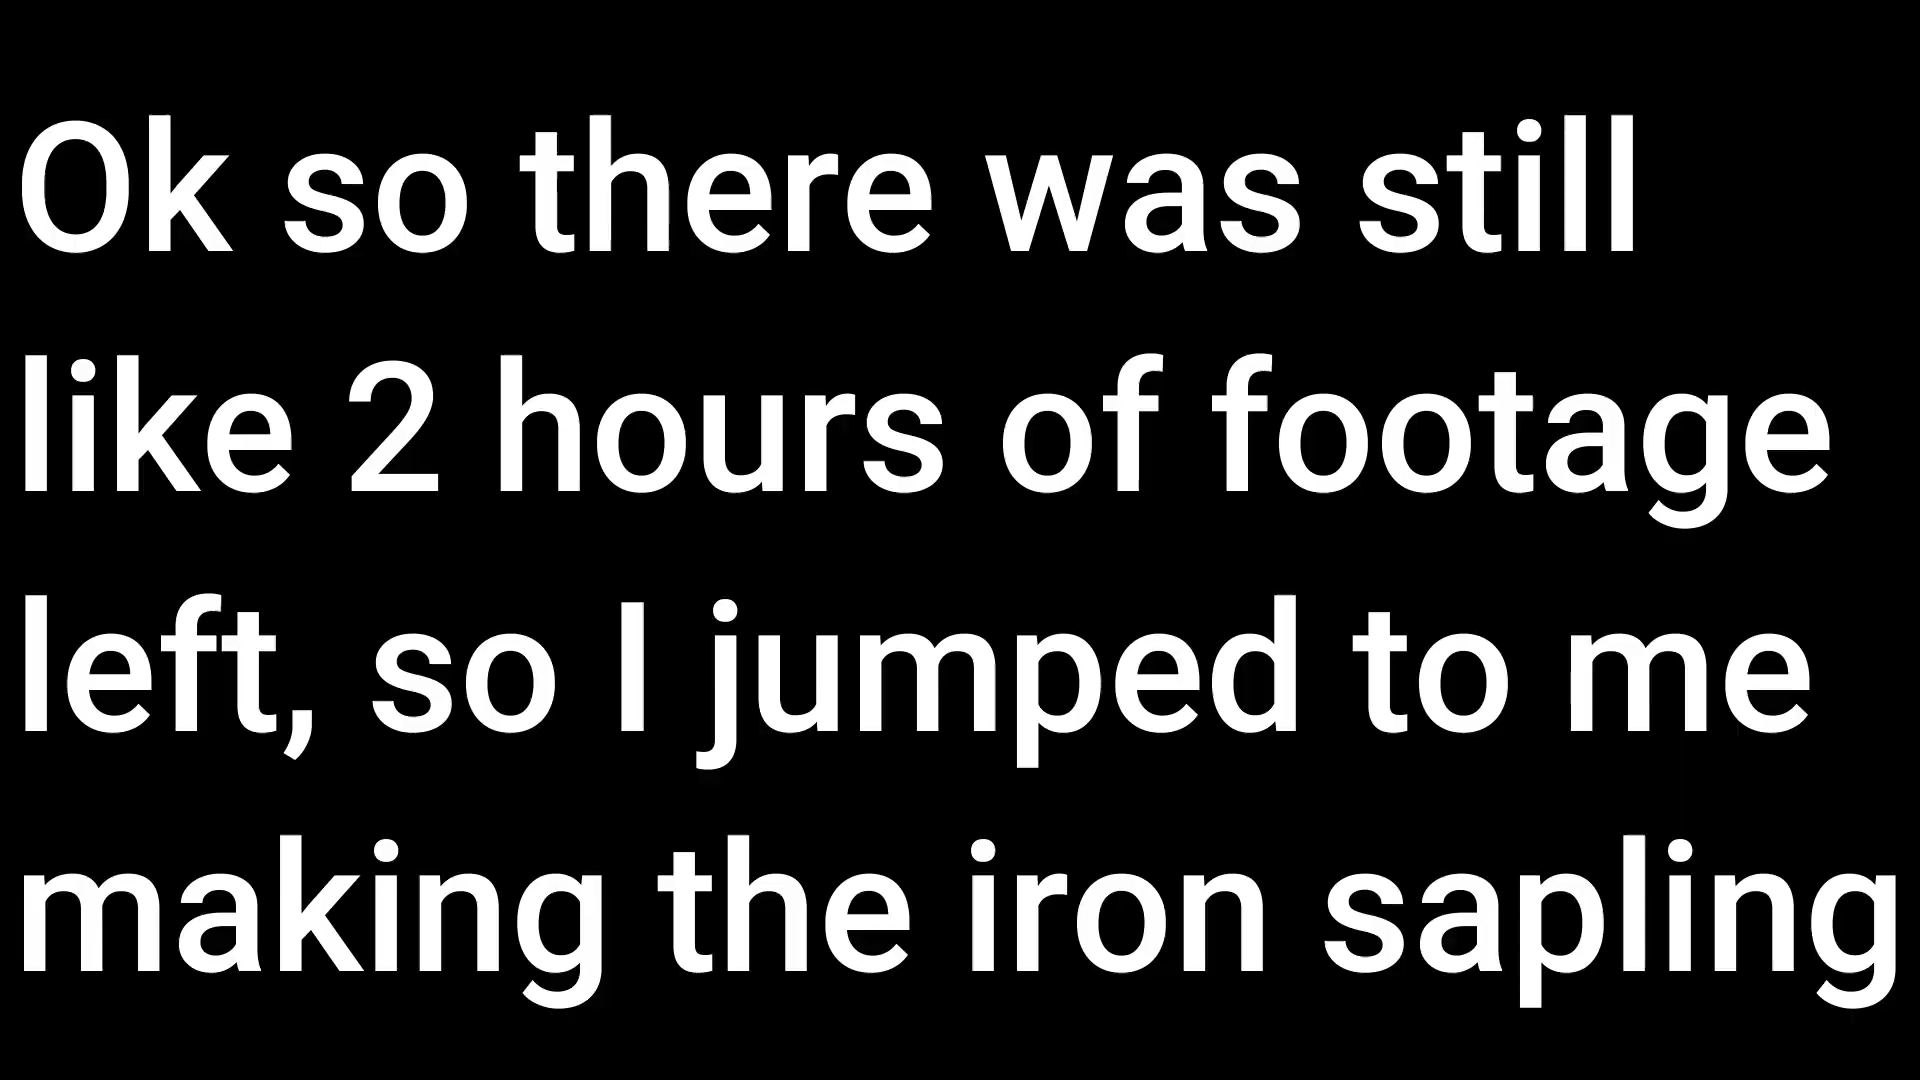 Ok so there was still
like 2 hours of footage
left, so I jumped to me
making the iron sapling